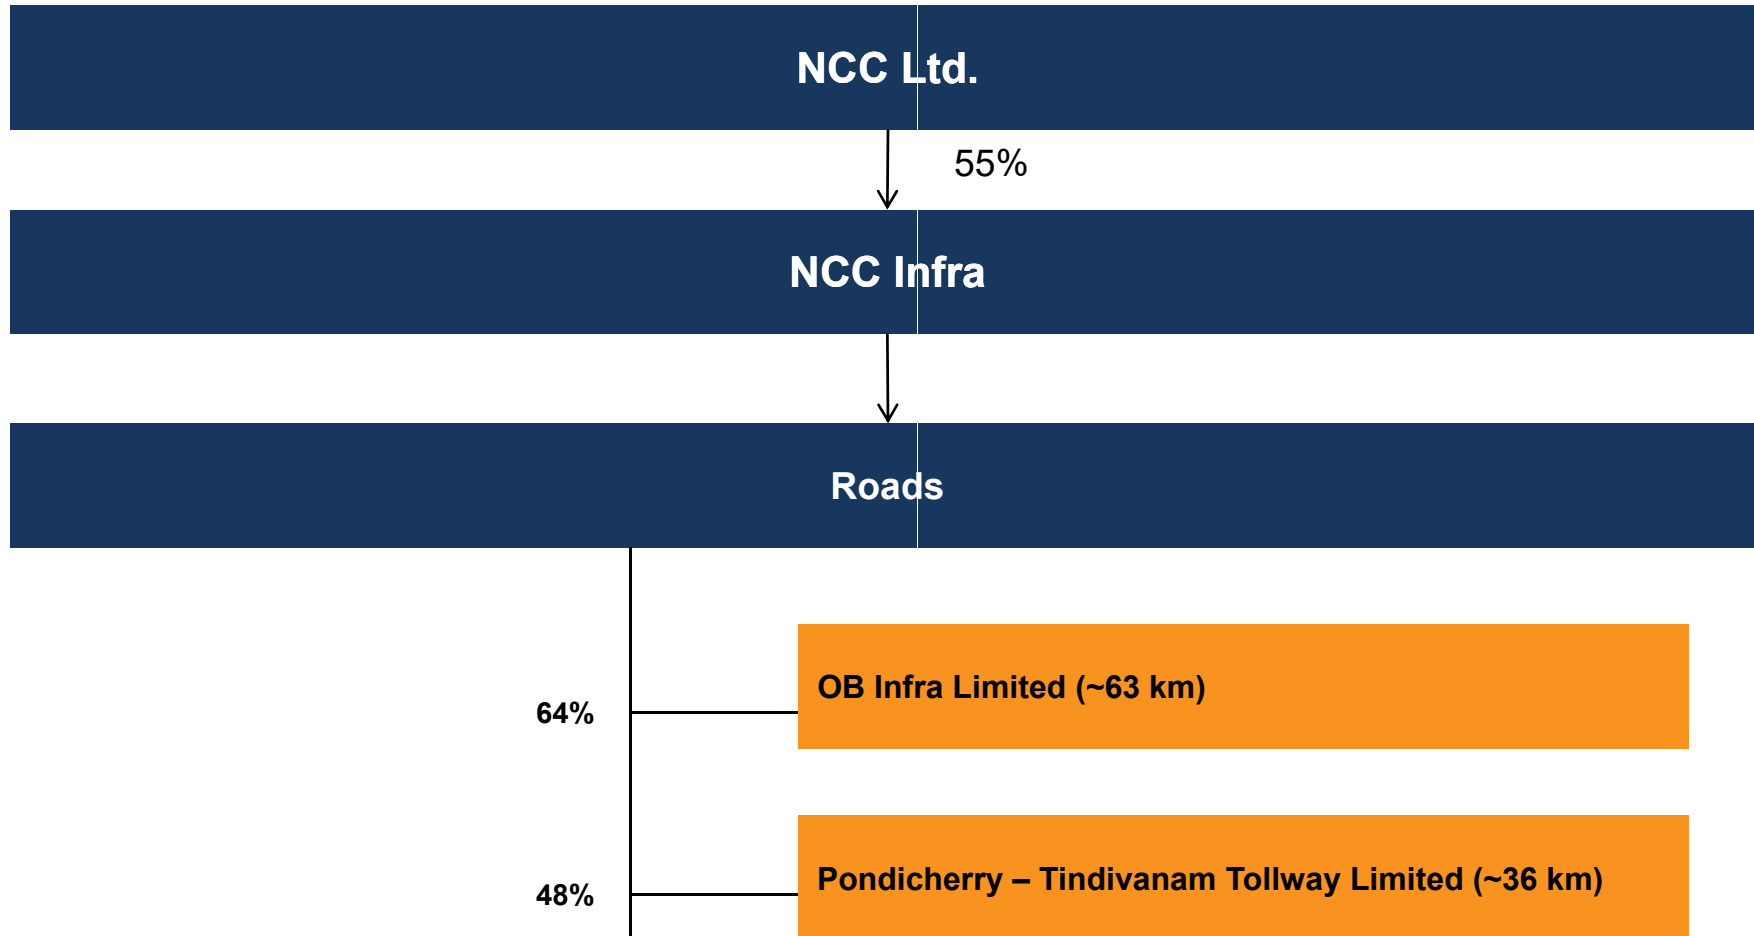 NCC Ltd.
55%
NCC Infra
Roads
OB Infra Limited (~63 km)
64%
Pondicherry – Tindivanam Tollway Limited (~36 km)
48%